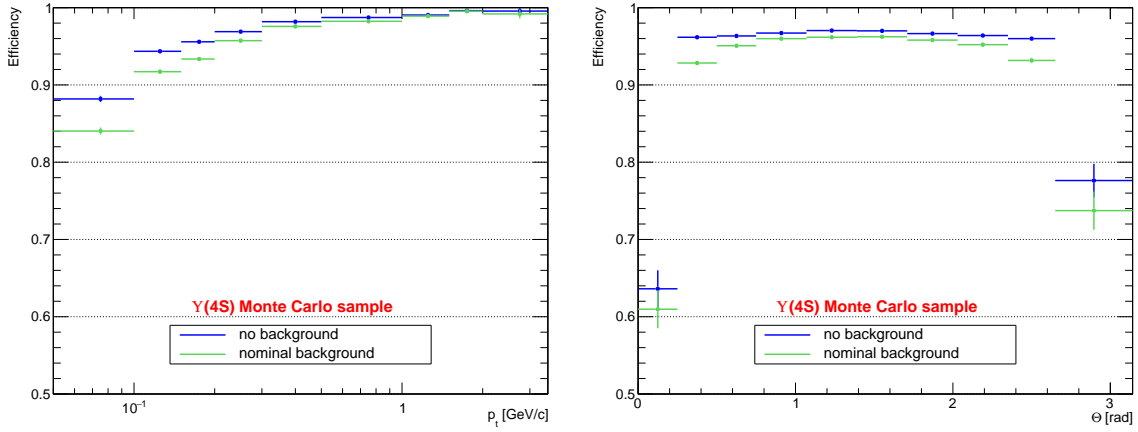 Efficiency
1
0.9
0.8
0.7
0.6
0.5
ϒ(4S) Monte Carlo sample
no background
nominal background
10⁻¹
1
p_t [GeV/c]
Efficiency
1
0.9
0.8
0.7
0.6
0.5
ϒ(4S) Monte Carlo sample
no background
nominal background
0
1
2
3
Θ [rad]